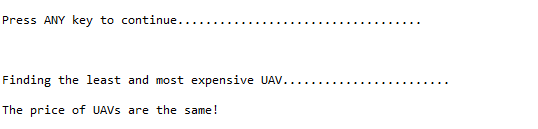 Press ANY key to continue...................................
Finding the least and most expensive UAV........................
The price of UAVs are the same!